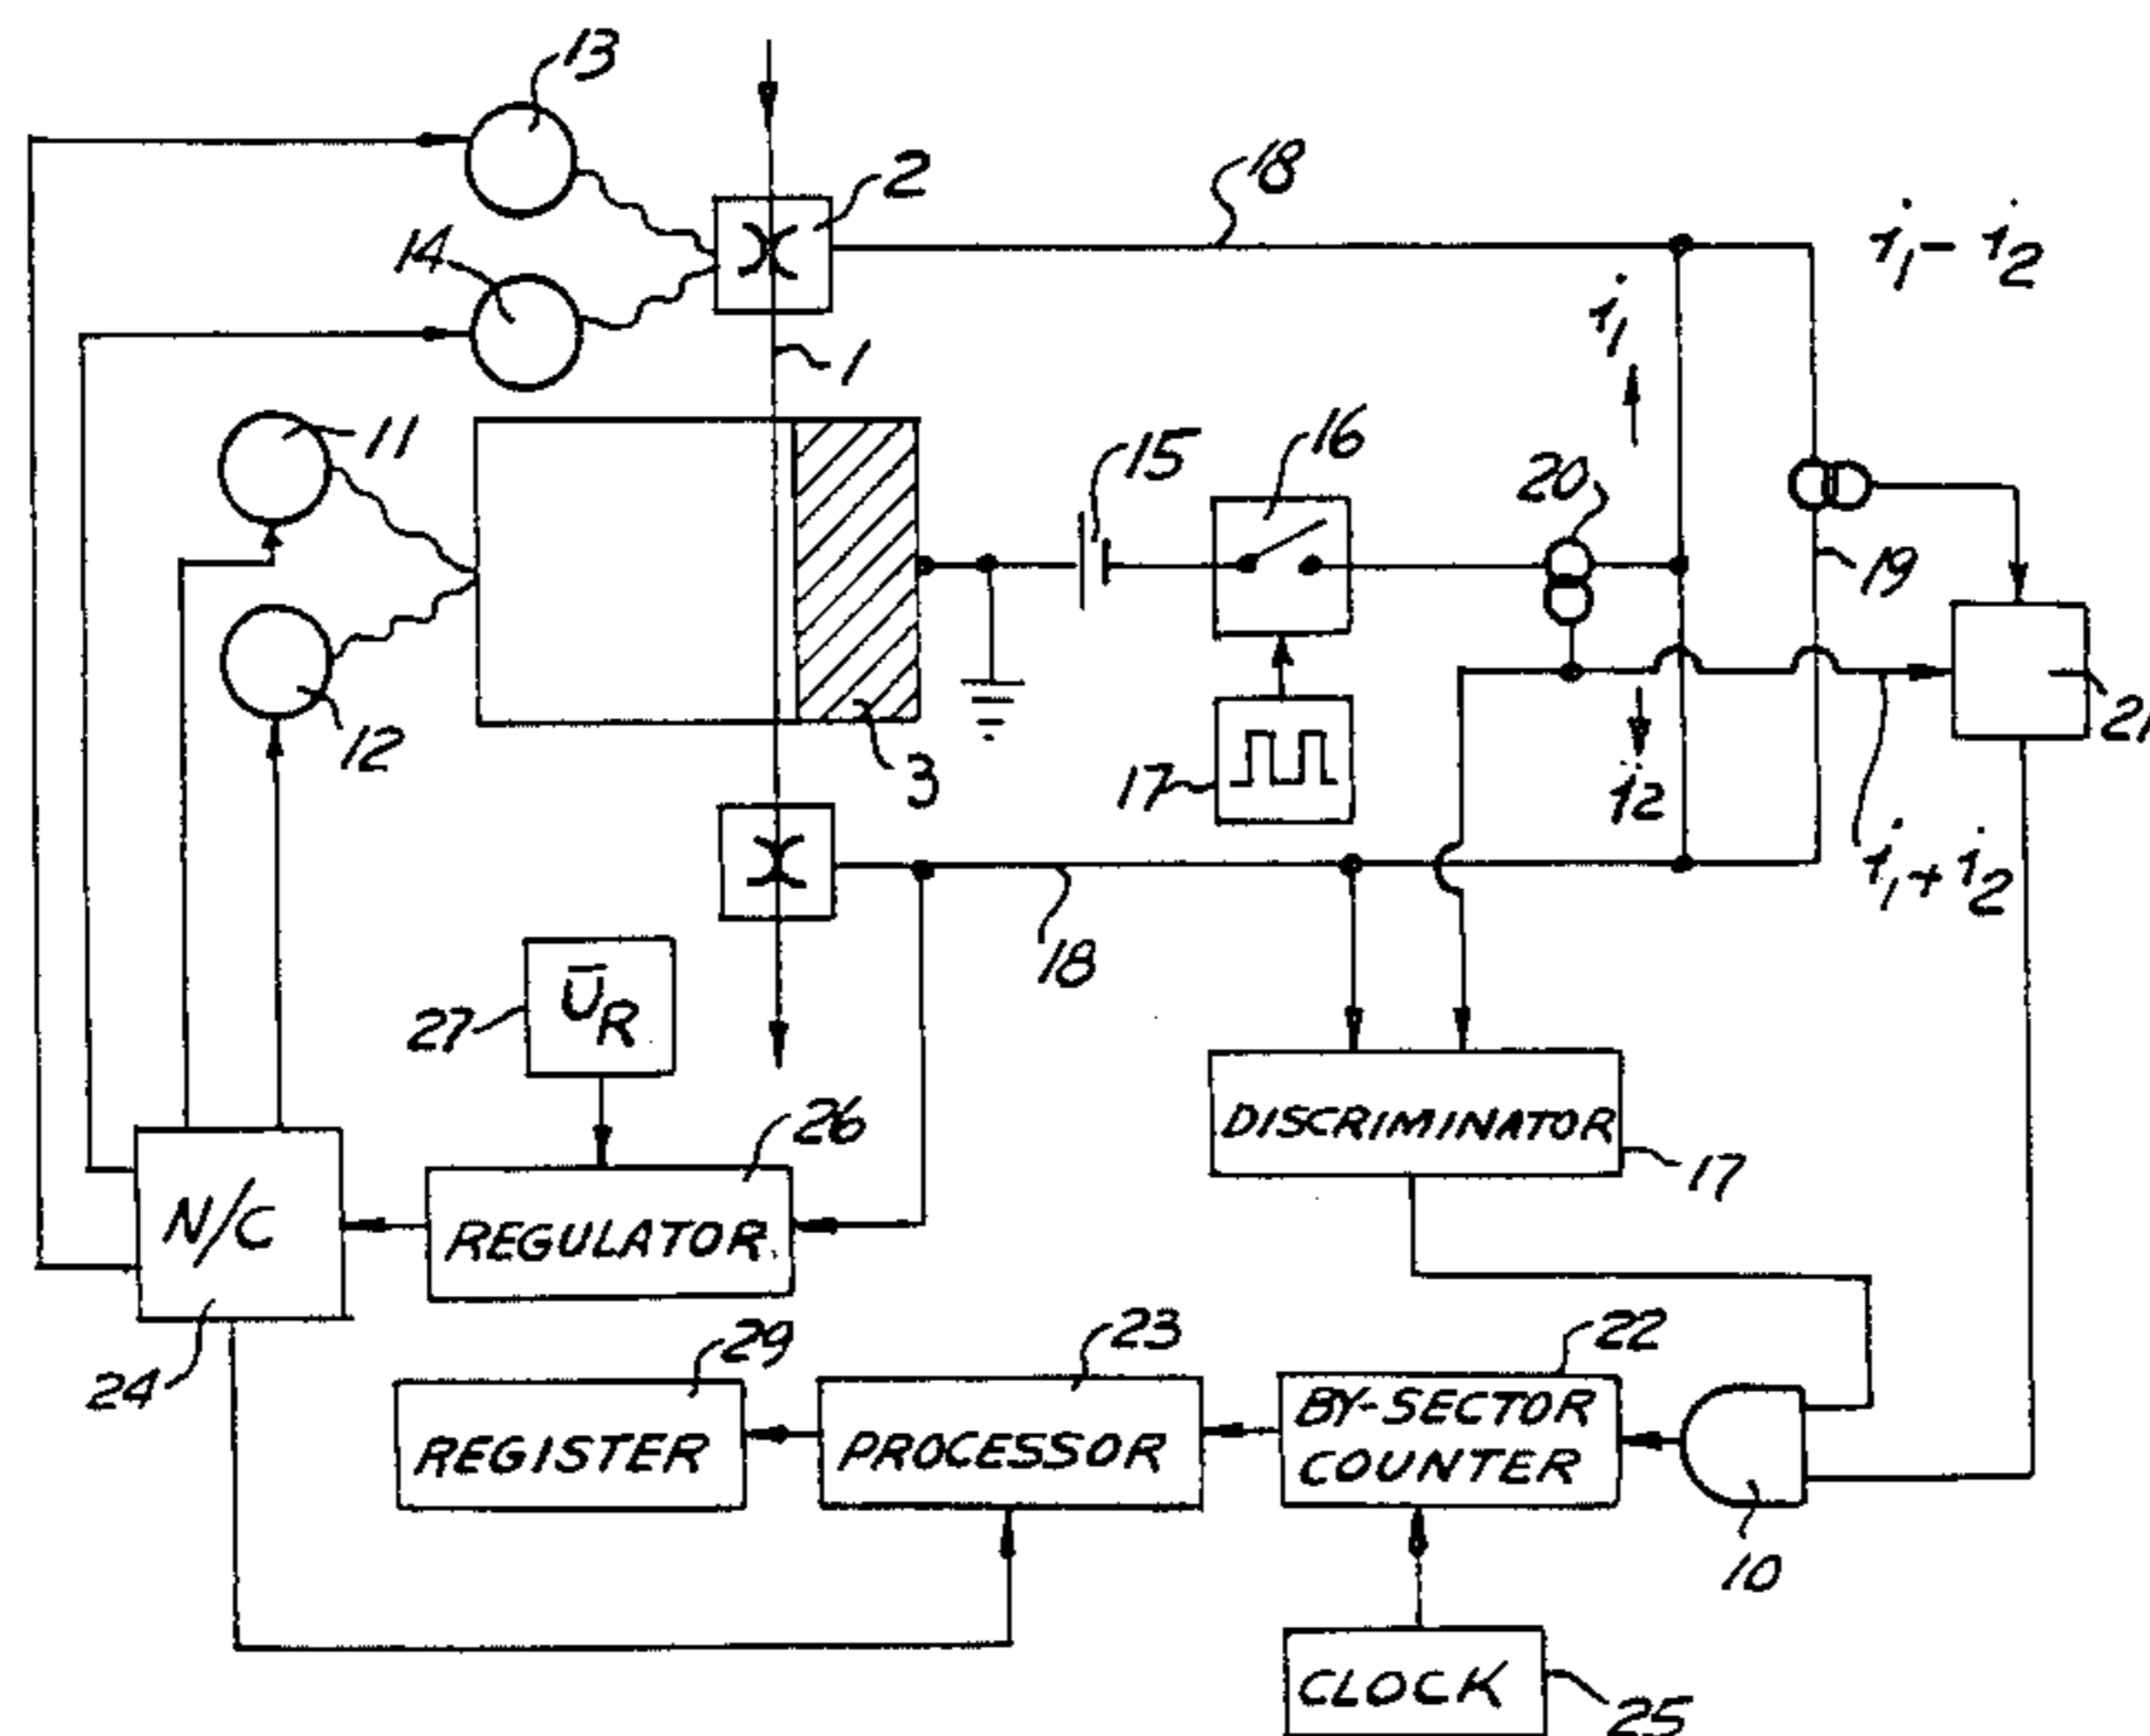 13
2
18
i1 - i2
14
i1
1
11
15
16
20
19
12
3
17
i2
21
i1 + i2
18
ŪR
27
26
DISCRIMINATOR
17
N/C
REGULATOR
24
29
23
22
REGISTER
PROCESSOR
BY-SECTOR
COUNTER
10
CLOCK
25